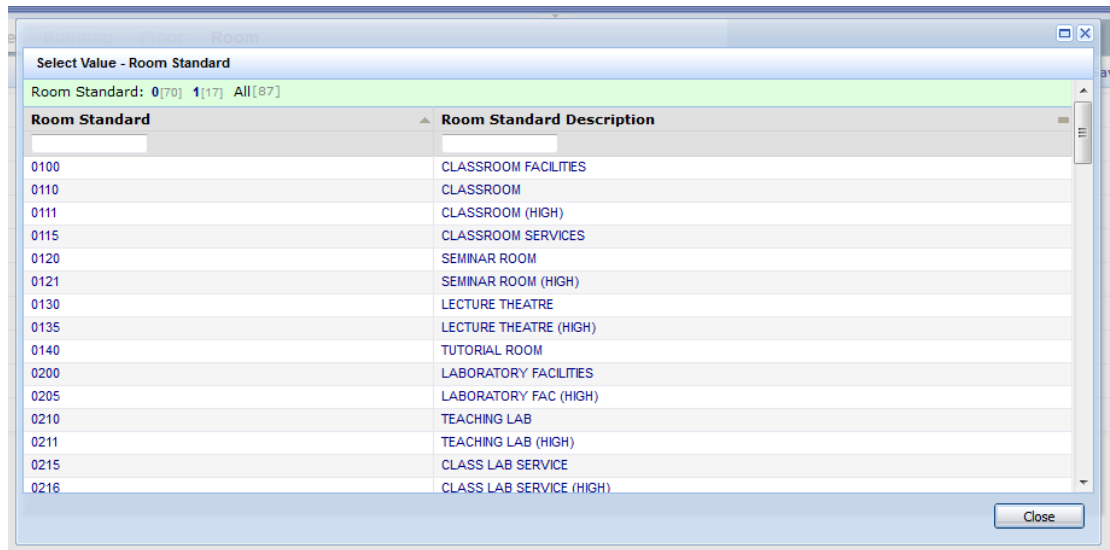 Building Floor Room
Select Value - Room Standard
Room Standard: 0[70] 1[17] All[87]
Room Standard Room Standard Description
0100 CLASSROOM FACILITIES
0110 CLASSROOM
0111 CLASSROOM (HIGH)
0115 CLASSROOM SERVICES
0120 SEMINAR ROOM
0121 SEMINAR ROOM (HIGH)
0130 LECTURE THEATRE
0135 LECTURE THEATRE (HIGH)
0140 TUTORIAL ROOM
0200 LABORATORY FACILITIES
0205 LABORATORY FAC (HIGH)
0210 TEACHING LAB
0211 TEACHING LAB (HIGH)
0215 CLASS LAB SERVICE
0216 CLASS LAB SERVICE (HIGH)
Close